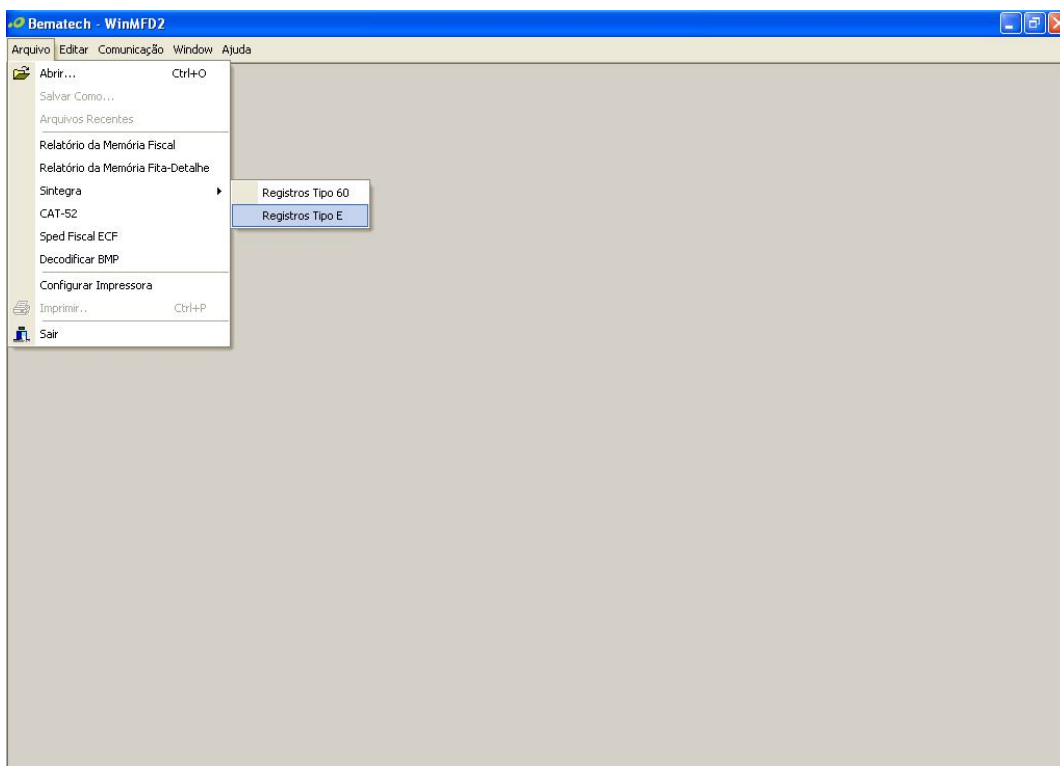 Bematech - WinMFD2
Arquivo Editar Comunicação Window Ajuda
Abrir... Ctrl+O
Salvar Como...
Arquivos Recentes
Relatório da Memória Fiscal
Relatório da Memória Fita-Detalhe
Sintegra
Registros Tipo 60
Registros Tipo E
CAT-52
Sped Fiscal ECF
Decodificar BMP
Configurar Impressora
Imprimir.. Ctrl+P
Sair